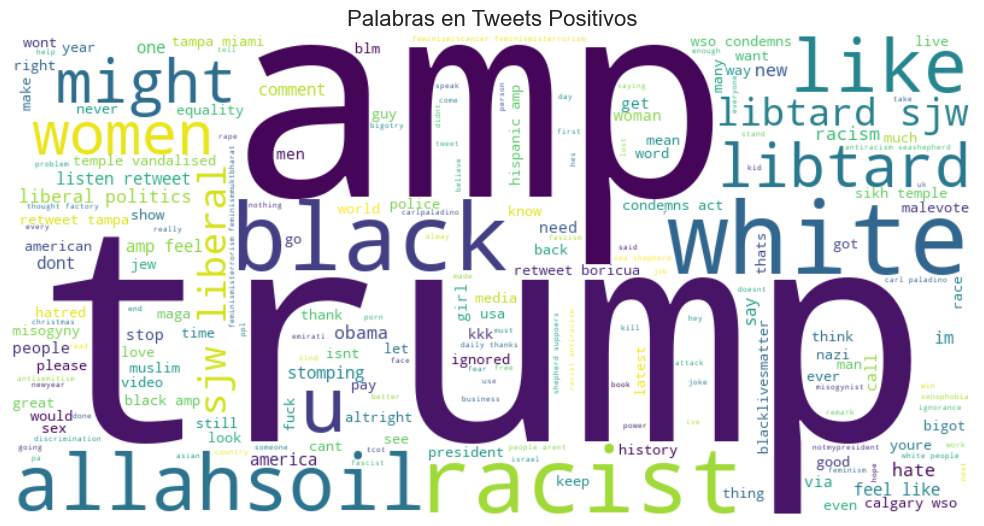 Palabras en Tweets Positivos
wont year one tampa miami blm feminismiscancer feminismisterrorism wso condemns enough live
help tell right might amp want like
make never equality comment speak person day saying many way new everyone
women guy didnt come get woman libtard sjw take
rape bigotry tweet first hispanic amp racism much
men believe hes lost mean word stand antiracism seashepherd
problem temple vandalised libtard kid uk
listen retweet feminismisterrorism feminismmuktbharat
liberal politics nothing police condemns act sikh temple
thought factory world caripaladino know white malevote
retweet tampa show black alway fascism said
every really go need sea shepherd got
american amp feel back job thats
dont jew retweet boricua doesnt carl paladino
sjw liberal trump made girl media hey race
hatred maga end porn thank usa say
christmas time ppl emirati obama kkk must kill think im
misogyny stop isnt let daily thanks shepherd suppoers racist antiracism latest blacklivesmatter nazi man
people read love kind face ignored attack ever call
please muslim stomping fear free misogynist
antisemitism video pay use book joke win xenophobia
newyear black amp u better business remark ignorance
great still fuck altright power ive bigot
would done look cant see president people arent notmypresident youre work
sex discrimination someone tcot history white people
going country america israel good hate
pa asian fascist keep via feminism hope next
allahsoil racist thing feel like
even calgary wso